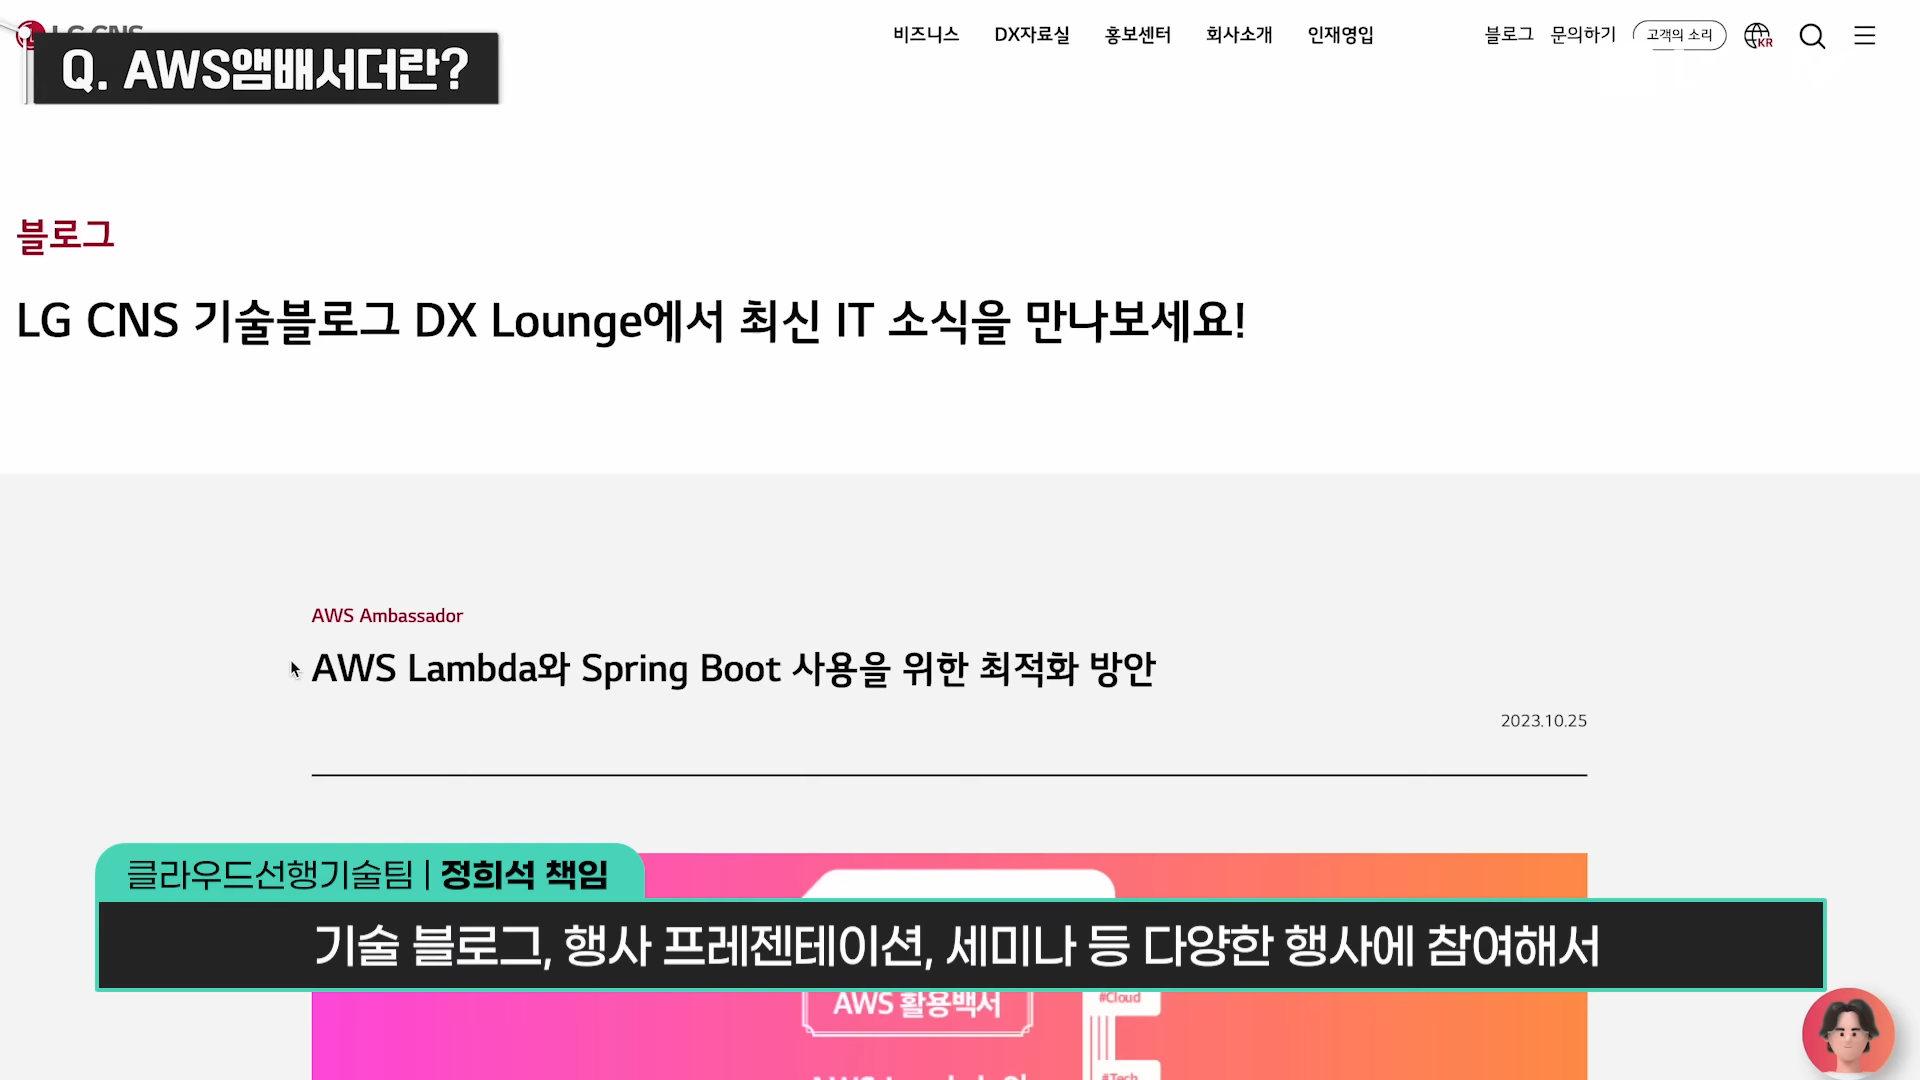 LG CNS
비즈니스 DX자료실 홍보센터 회사소개 인재영입 블로그 문의하기 고객의 소리 KR
Q. AWS앰배서더란?
블로그
LG CNS 기술블로그 DX Lounge에서 최신 IT 소식을 만나보세요!
AWS Ambassador
AWS Lambda와 Spring Boot 사용을 위한 최적화 방안
2023.10.25
클라우드선행기술팀 | 정희석 책임
기술 블로그, 행사 프레젠테이션, 세미나 등 다양한 행사에 참여해서
#Cloud
AWS 활용백서
#Tech